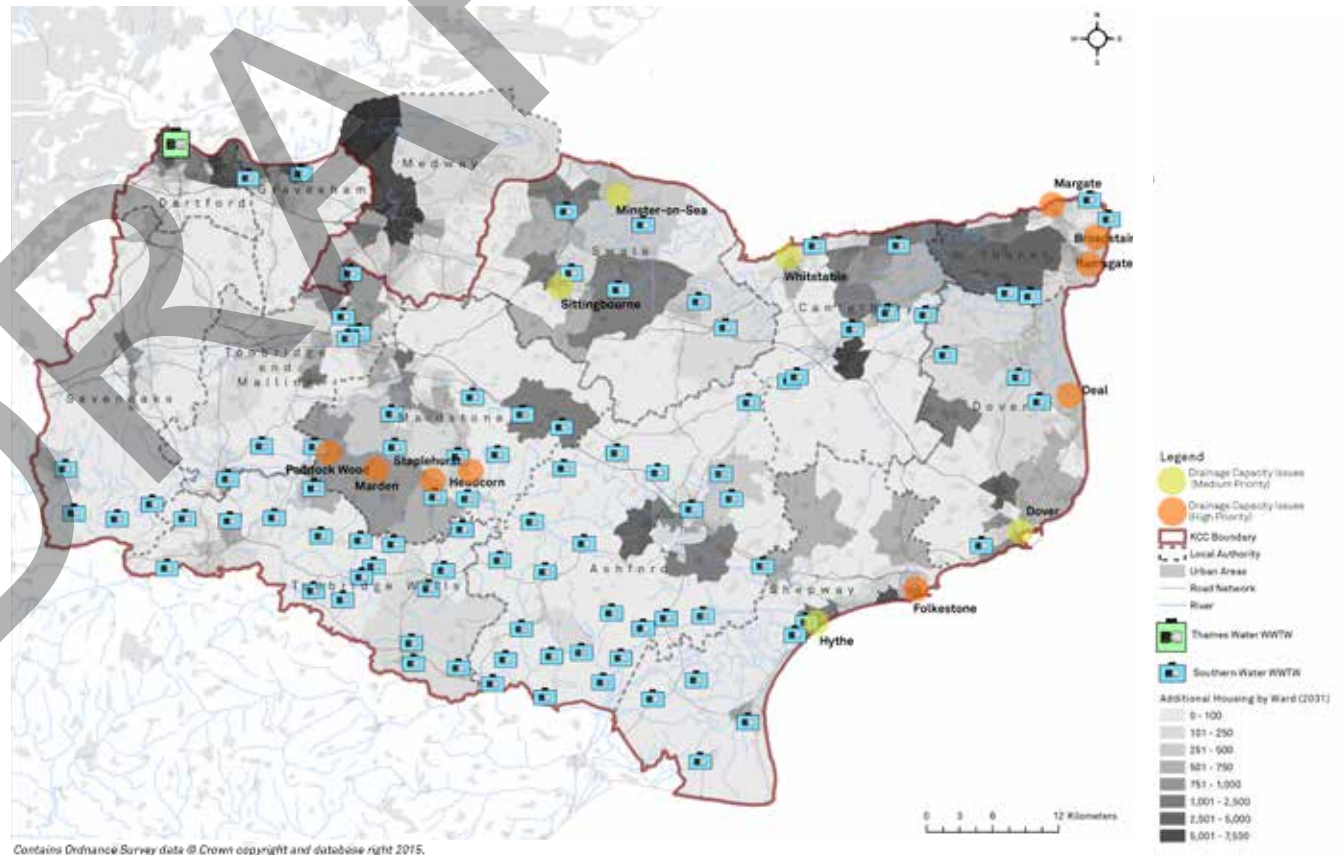 DRAFT
N
W
E
S
Medway
Gravesham
Dartford
Margate
Minster-on-Sea
Swale
Whitstable
Ramsgate
Sittingbourne
Canterbury
Thanet
Tonbridge
and
Malling
Sevenoaks
Maidstone
Deal
Dover
Paddock Wood
Staplehurst
Marden
Headcorn
Dover
Ashford
Shepway
Tunbridge Wells
Folkestone
Hythe
Legend
Drainage Capacity Issues
(Medium Priority)
Drainage Capacity Issues
(High Priority)
KCC Boundary
Local Authority
Urban Areas
Road Network
River
Thames Water WWTW
Southern Water WWTW
Additional Housing by Ward (2031)
0 - 100
101 - 250
251 - 500
501 - 750
751 - 1,000
1,001 - 2,500
2,501 - 5,000
5,001 - 7,500
0 3 6 12 Kilometers
Contains Ordnance Survey data © Crown copyright and database right 2015.